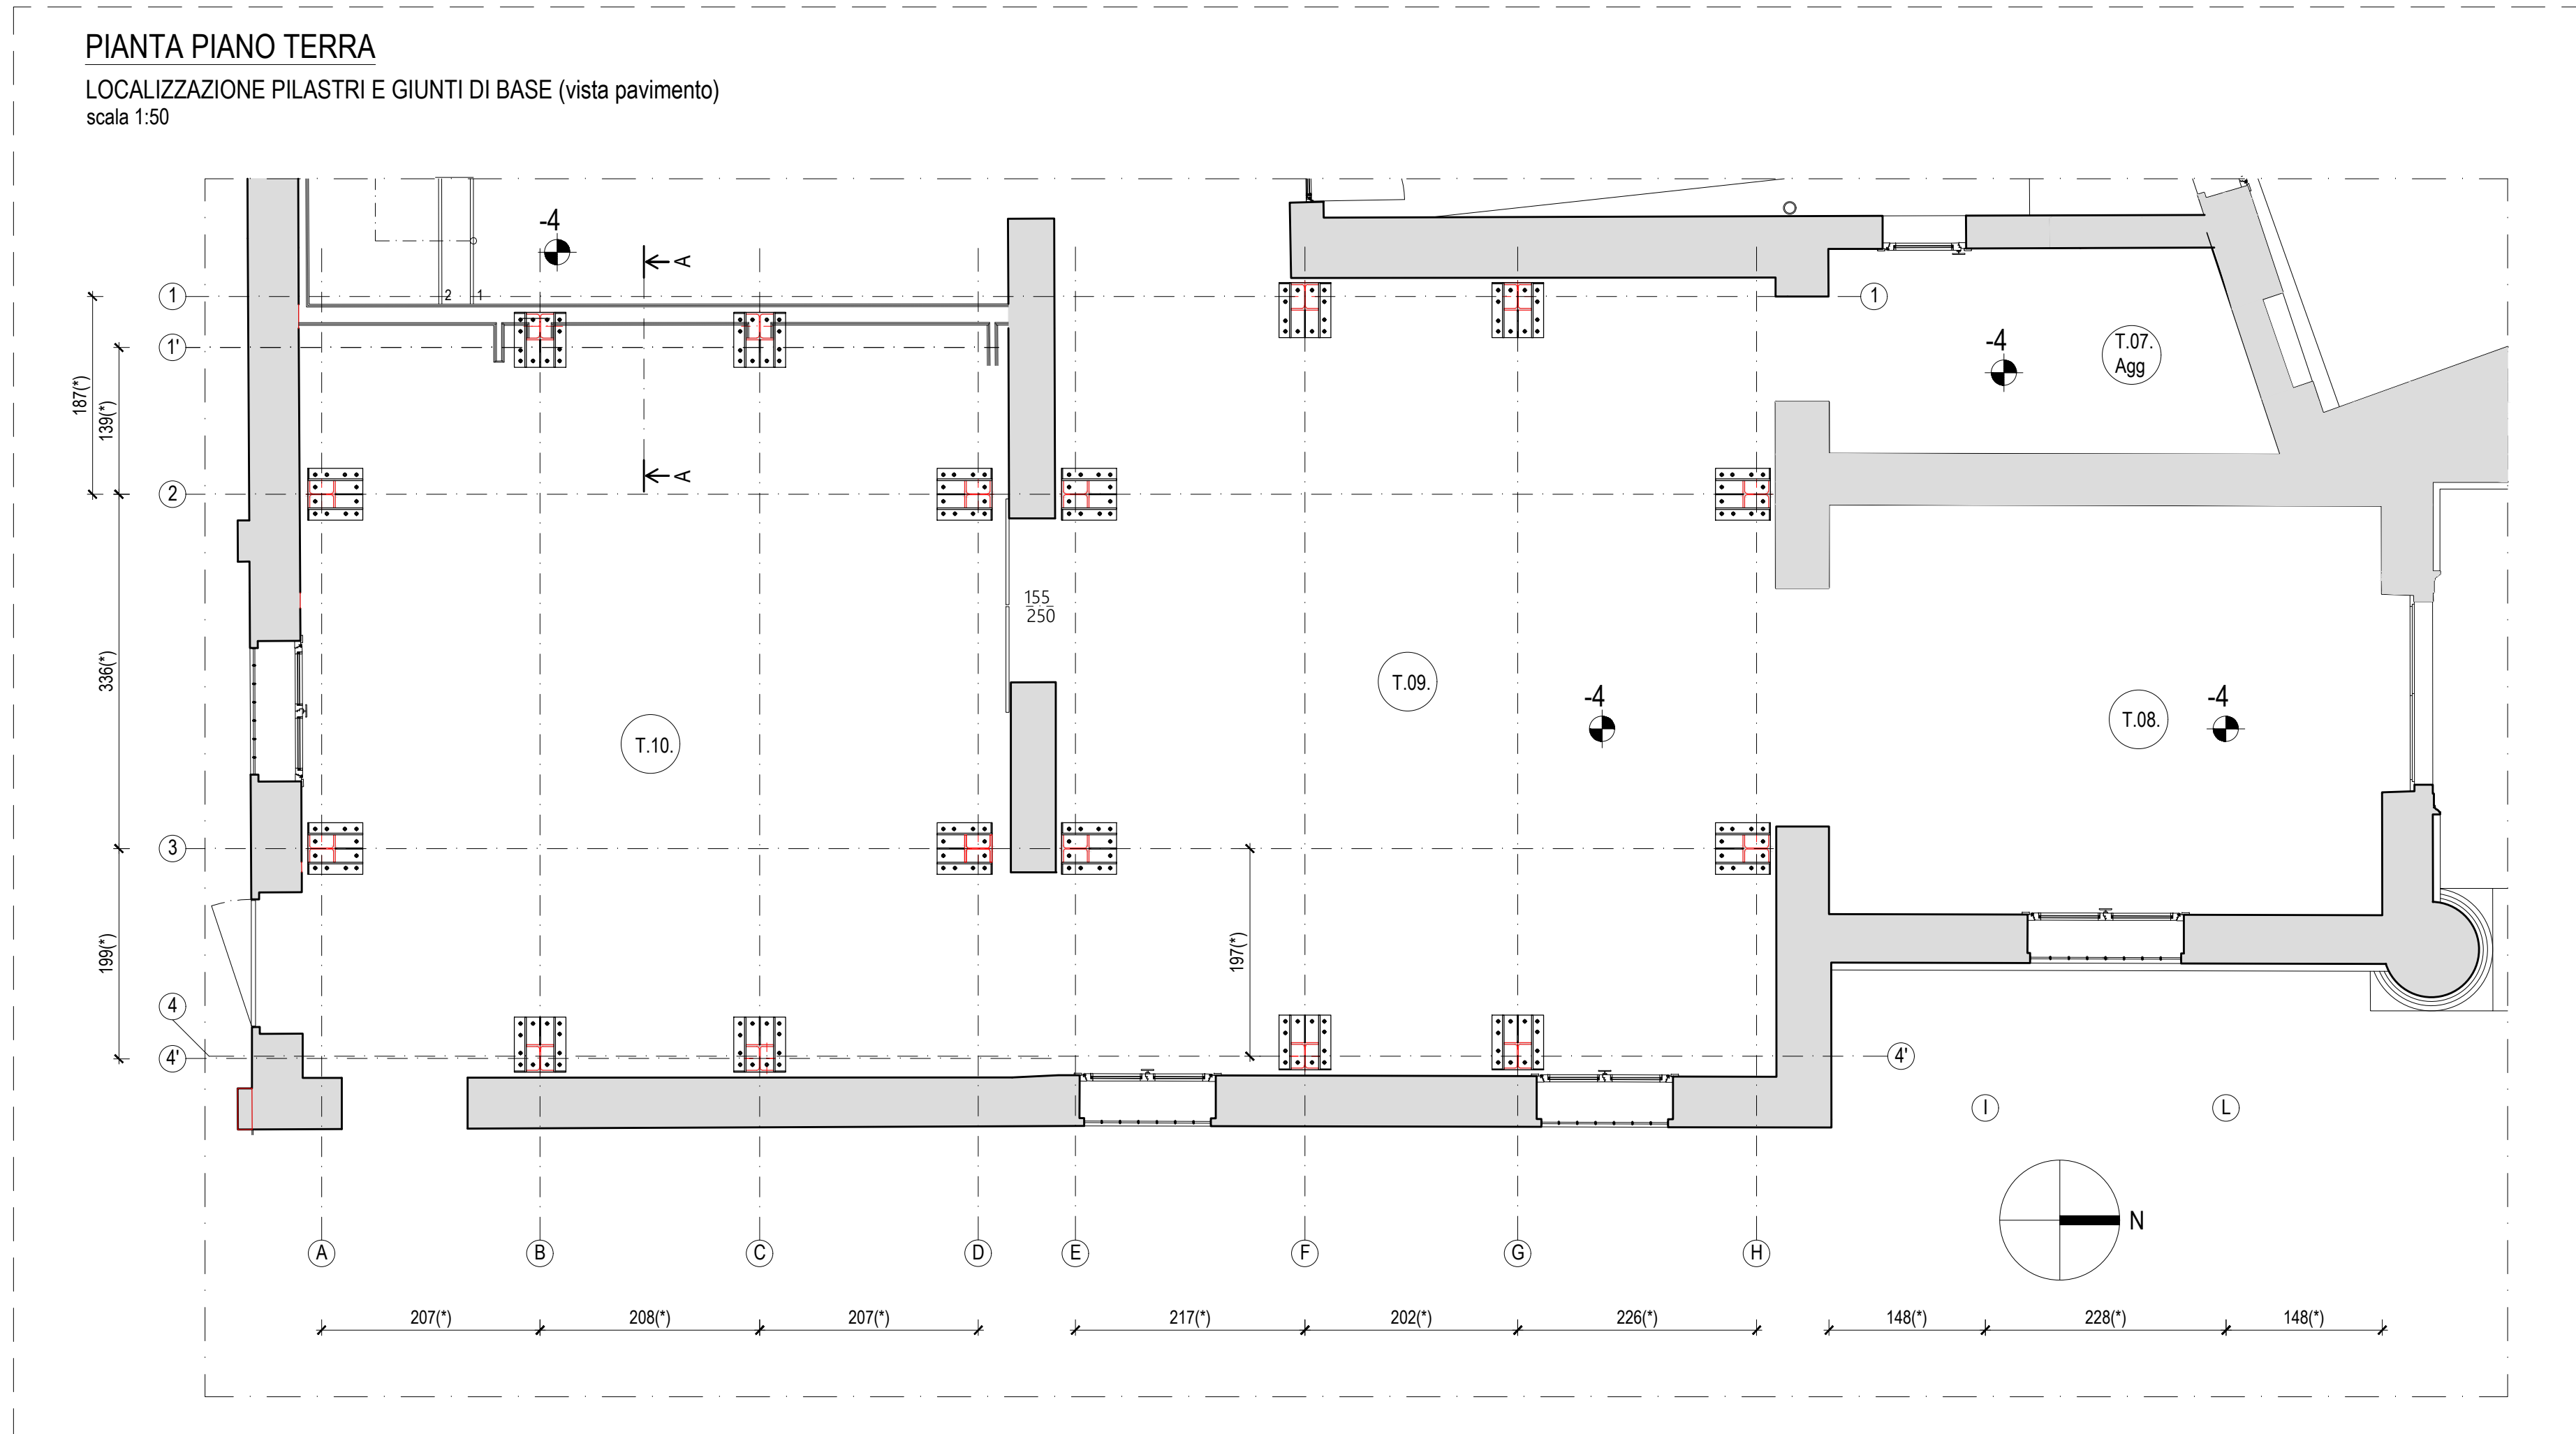 PIANTA PIANO TERRA
LOCALIZZAZIONE PILASTRI E GIUNTI DI BASE (vista pavimento)
scala 1:50
-4
A
2 1
1
1
1'
187(*)
139(*)
-4
T.07.
Agg
2
A
155
250
336(*)
T.09.
-4
-4
T.08.
T.10.
3
199(*)
197(*)
4
4'
4'
I
L
N
A
B
C
D
E
F
G
H
207(*)
208(*)
207(*)
217(*)
202(*)
226(*)
148(*)
228(*)
148(*)